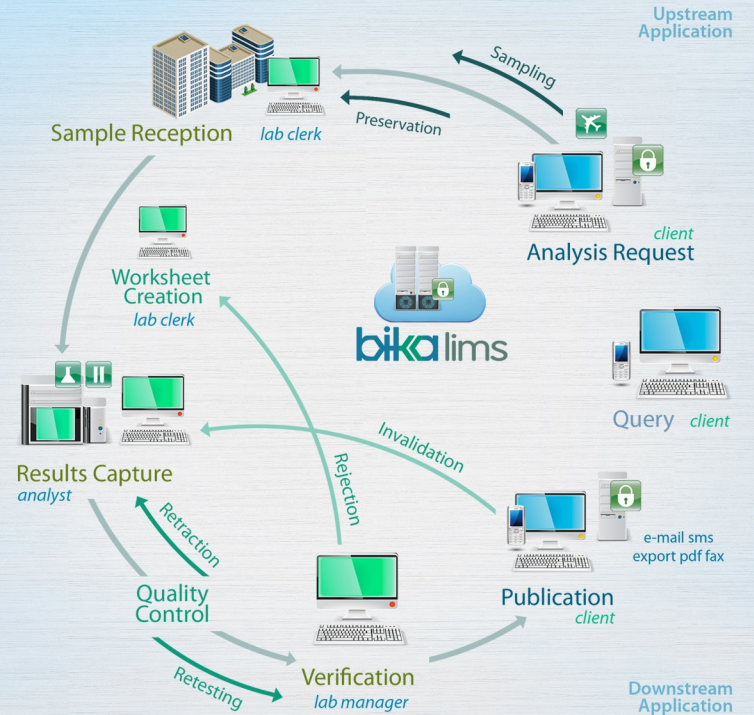 Upstream
Application
Sampling
Preservation
Sample Reception
lab clerk
client
Analysis Request
Worksheet
Creation
lab clerk
bika lims
Query client
Invalidation
Rejection
Results Capture
analyst
Retraction
Quality
Control
Retesting
e-mail sms
export pdf fax
Publication
client
Verification
lab manager
Downstream
Application